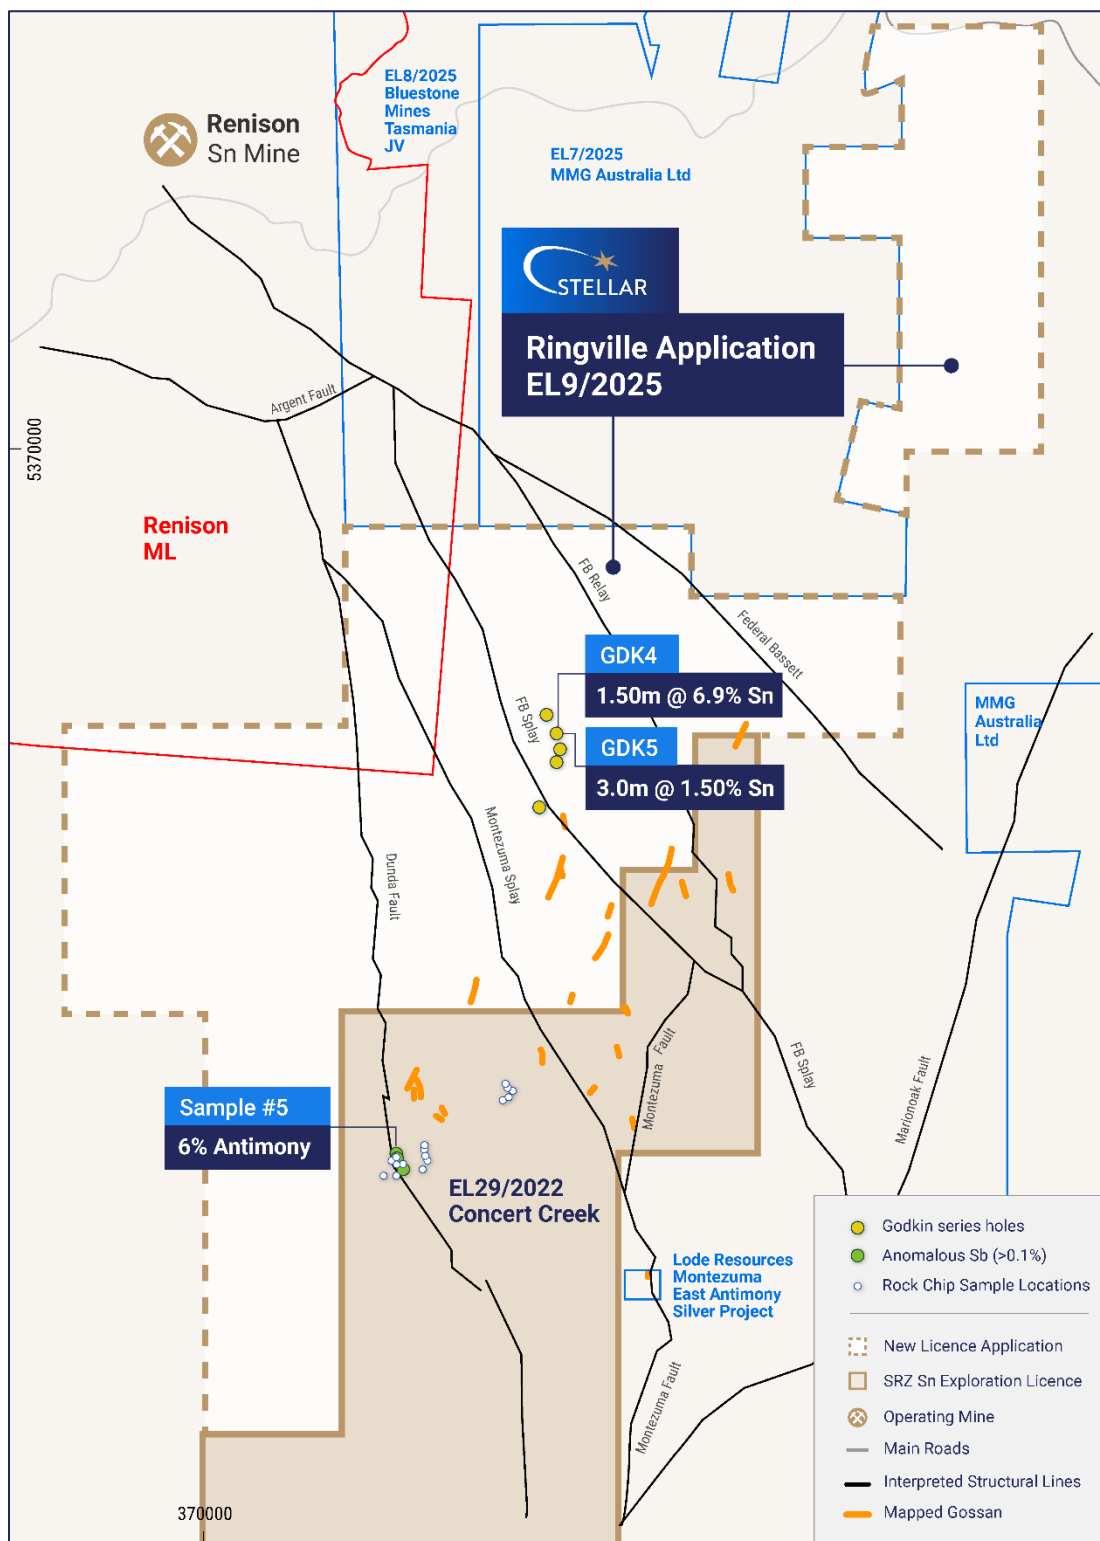 EL8/2025
Bluestone
Mines
Tasmania
JV
Renison
Sn Mine
EL7/2025
MMG Australia Ltd
STELLAR
Ringville Application
EL9/2025
Argent Fault
5370000
Renison
ML
FB Relay
Federal Bassett
GDK4
1.50m @ 6.9% Sn
FB Splay
GDK5
3.0m @ 1.50% Sn
MMG
Australia
Ltd
Montezuma Splay
Dunda Fault
Montezuma Fault
FB Splay
Marionoak Fault
Sample #5
6% Antimony
EL29/2022
Concert Creek
Lode Resources
Montezuma
East Antimony
Silver Project
Montezuma Fault
370000
Godkin series holes
Anomalous Sb (>0.1%)
Rock Chip Sample Locations
New Licence Application
SRZ Sn Exploration Licence
Operating Mine
Main Roads
Interpreted Structural Lines
Mapped Gossan